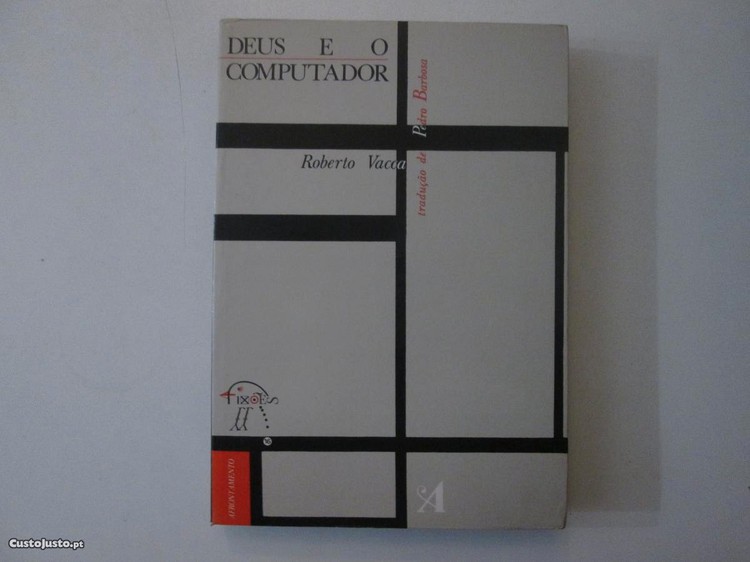 DEUS E O
COMPUTADOR
Roberto Vacca
tradução de Pedro Barbosa
fixões
AFRONTAMENTO
A
CustoJusto.pt